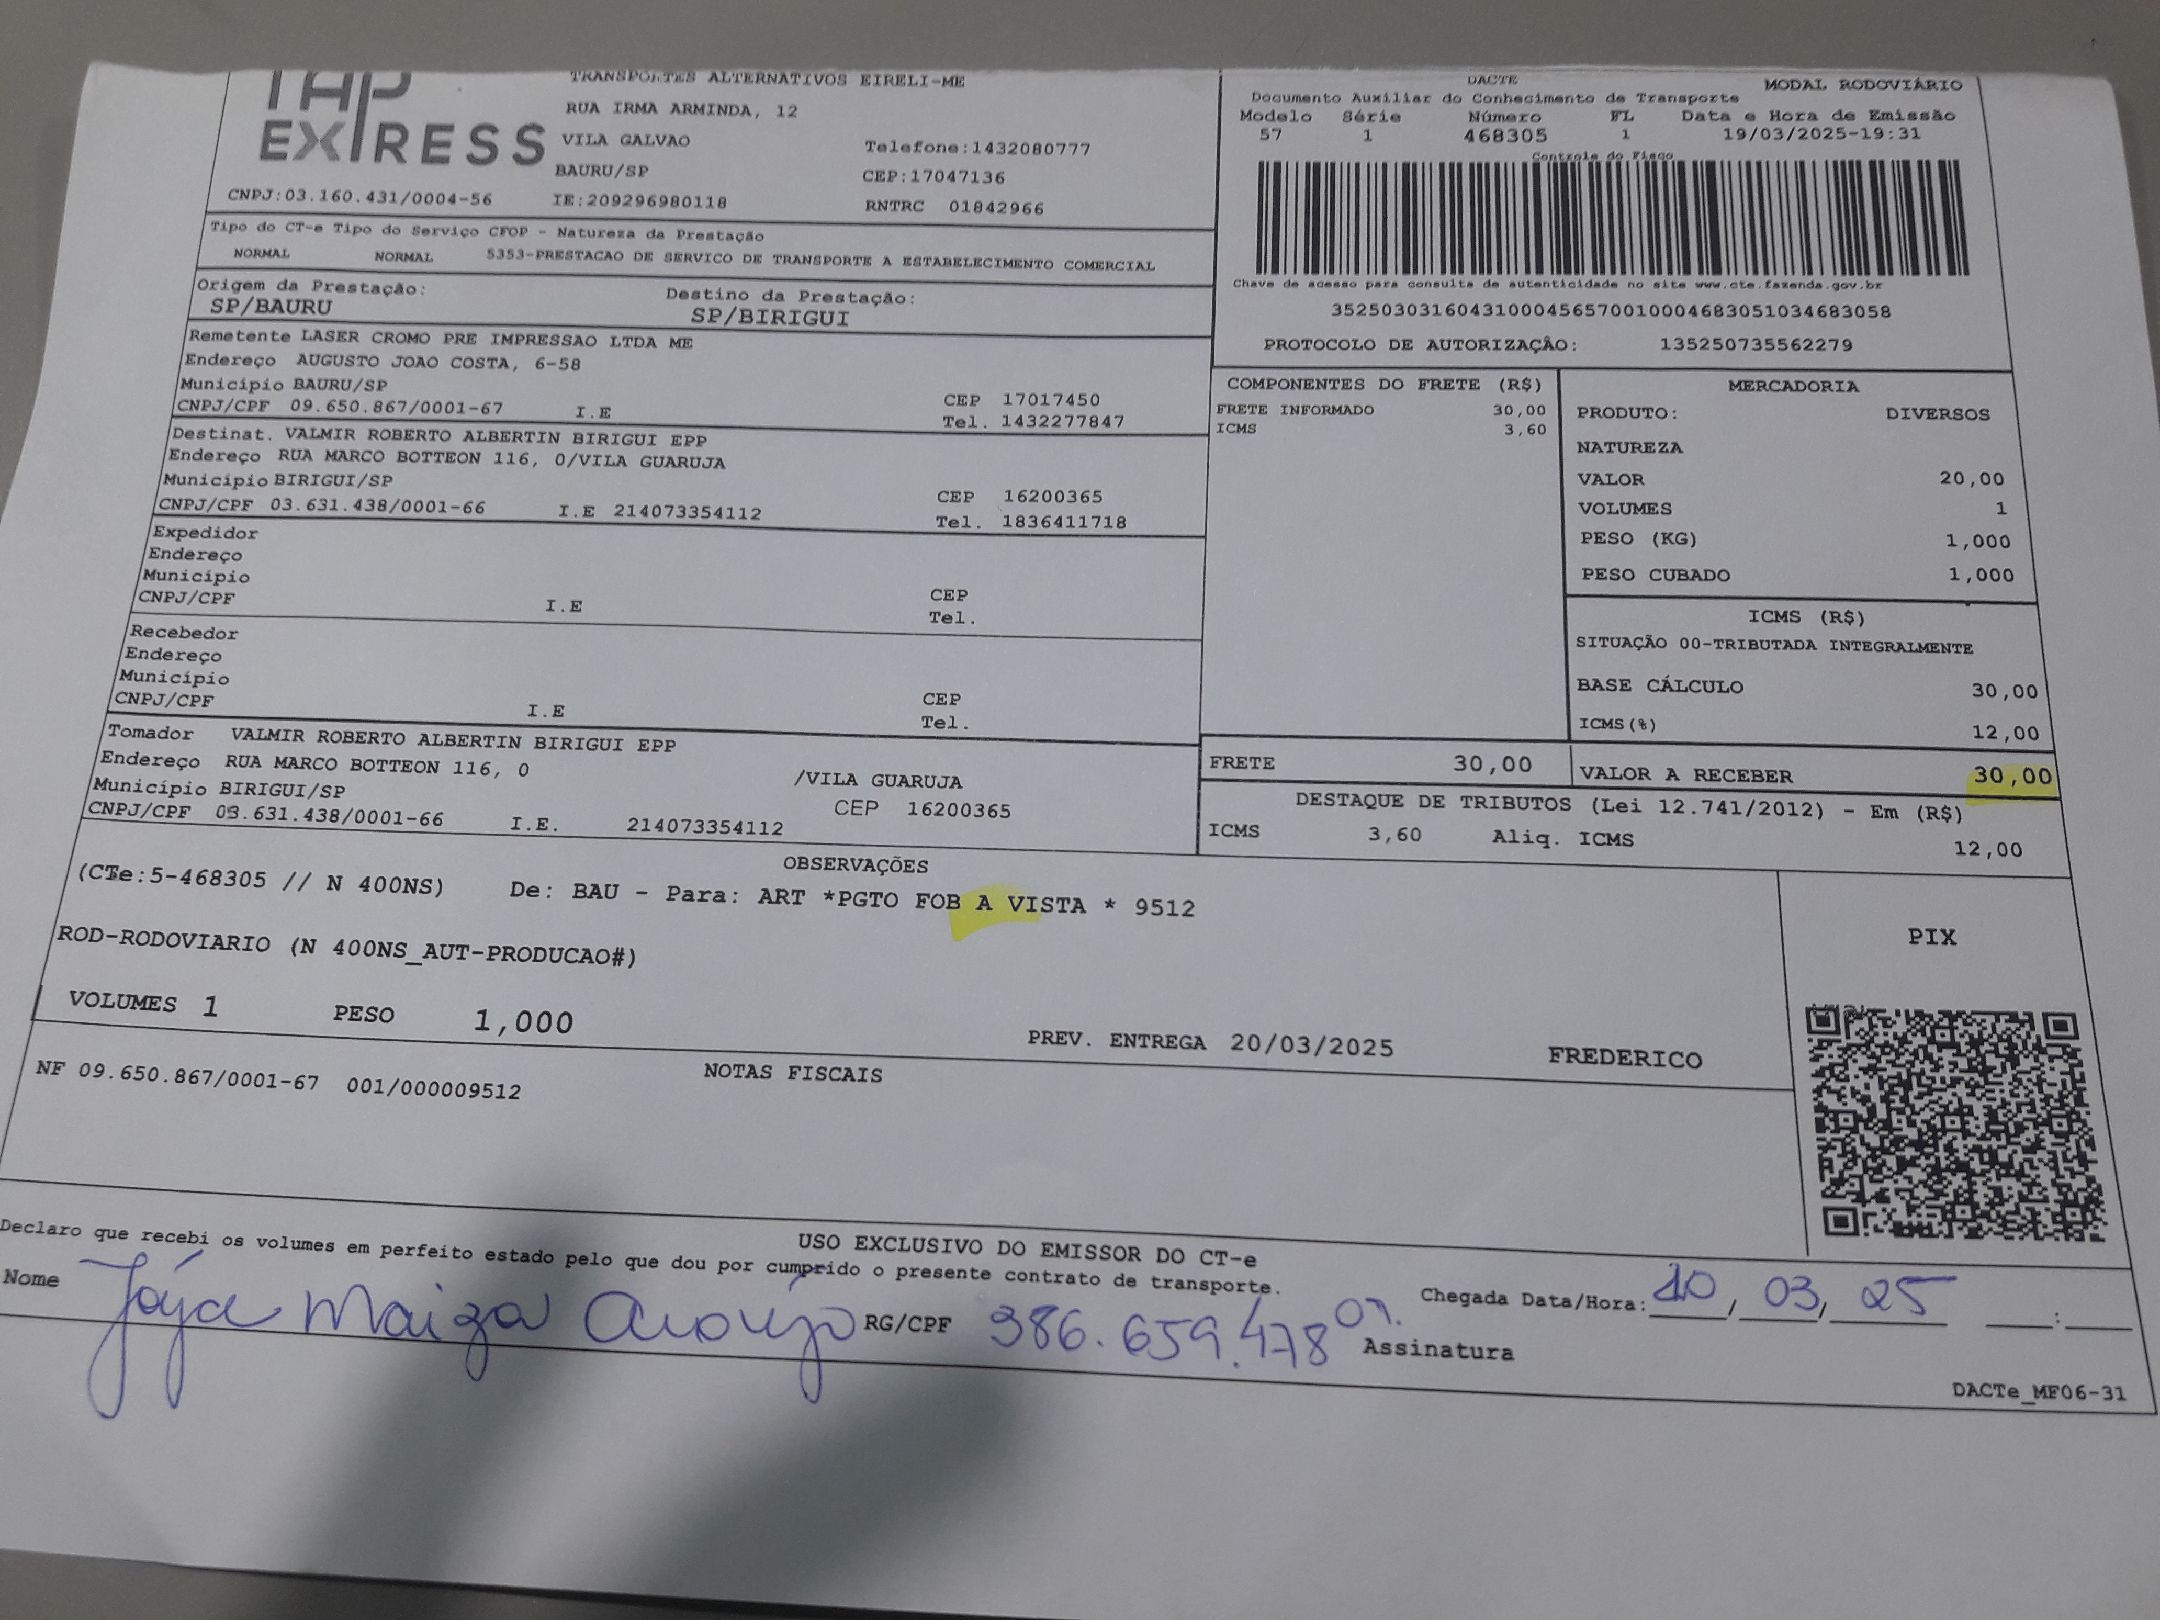 TAP
EXPRESS
TRANSPORTES ALTERNATIVOS EIRELI-ME
RUA IRMA ARMINDA, 12
VILA GALVAO
Telefone:1432080777
BAURU/SP
CEP:17047136
CNPJ:03.160.431/0004-56 IE:209296980118 RNTRC 01842966
DACTE MODAL RODOVIÁRIO
Documento Auxiliar do Conhecimento de Transporte
Modelo Série Número FL Data e Hora de Emissão
57 1 468305 1 19/03/2025-19:31
Controle do Fisco
Chave de acesso para consulta de autenticidade no site www.cte.fazenda.gov.br
35250303160431000456570010004683051034683058
PROTOCOLO DE AUTORIZAÇÃO: 135250735562279
Tipo do CT-e Tipo do Serviço CFOP - Natureza da Prestação
NORMAL NORMAL 5353-PRESTACAO DE SERVICO DE TRANSPORTE A ESTABELECIMENTO COMERCIAL
Origem da Prestação: Destino da Prestação:
SP/BAURU SP/BIRIGUI
Remetente LASER CROMO PRE IMPRESSAO LTDA ME
Endereço AUGUSTO JOAO COSTA, 6-58
Município BAURU/SP CEP 17017450
CNPJ/CPF 09.650.867/0001-67 I.E Tel. 1432277847
Destinat. VALMIR ROBERTO ALBERTIN BIRIGUI EPP
Endereço RUA MARCO BOTTEON 116, 0/VILA GUARUJA
Município BIRIGUI/SP CEP 16200365
CNPJ/CPF 03.631.438/0001-66 I.E 214073354112 Tel. 1836411718
Expedidor
Endereço
Município
CNPJ/CPF I.E CEP
Tel.
Recebedor
Endereço
Município
CNPJ/CPF I.E CEP
Tel.
Tomador VALMIR ROBERTO ALBERTIN BIRIGUI EPP
Endereço RUA MARCO BOTTEON 116, 0 /VILA GUARUJA
Município BIRIGUI/SP CEP 16200365
CNPJ/CPF 03.631.438/0001-66 I.E. 214073354112
COMPONENTES DO FRETE (R$)
FRETE INFORMADO 30,00
ICMS 3,60
MERCADORIA
PRODUTO: DIVERSOS
NATUREZA
VALOR 20,00
VOLUMES 1
PESO (KG) 1,000
PESO CUBADO 1,000
ICMS (R$)
SITUAÇÃO 00-TRIBUTADA INTEGRALMENTE
BASE CÁLCULO 30,00
ICMS(%) 12,00
FRETE 30,00 VALOR A RECEBER 30,00
DESTAQUE DE TRIBUTOS (Lei 12.741/2012) - Em (R$)
ICMS 3,60 Aliq. ICMS 12,00
OBSERVAÇÕES
(CTe:5-468305 // N 400NS) De: BAU - Para: ART *PGTO FOB A VISTA * 9512
ROD-RODOVIARIO (N 400NS_AUT-PRODUCAO#)
VOLUMES 1 PESO 1,000 PREV. ENTREGA 20/03/2025 FREDERICO
PIX
NOTAS FISCAIS
NF 09.650.867/0001-67 001/000009512
USO EXCLUSIVO DO EMISSOR DO CT-e
Declaro que recebi os volumes em perfeito estado pelo que dou por cumprido o presente contrato de transporte.
Nome Jóya Maiza Araújo RG/CPF 386.659.478 07. Assinatura
Chegada Data/Hora: 20, 03, 25 :
DACTe_MF06-31